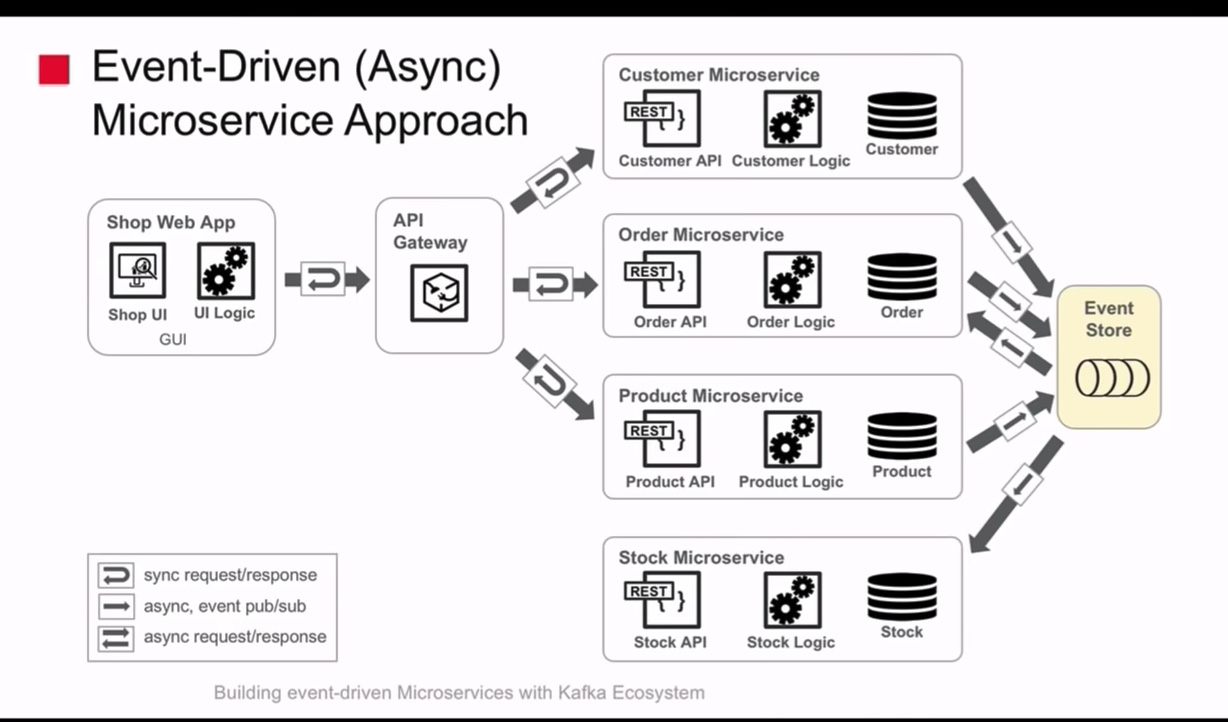 Event-Driven (Async)
Microservice Approach
Shop Web App
Shop UI
UI Logic
GUI
API
Gateway
Customer Microservice
REST
Customer API
Customer Logic
Customer
Order Microservice
REST
Order API
Order Logic
Order
Product Microservice
REST
Product API
Product Logic
Product
Stock Microservice
REST
Stock API
Stock Logic
Stock
Event
Store
sync request/response
async, event pub/sub
async request/response
Building event-driven Microservices with Kafka Ecosystem